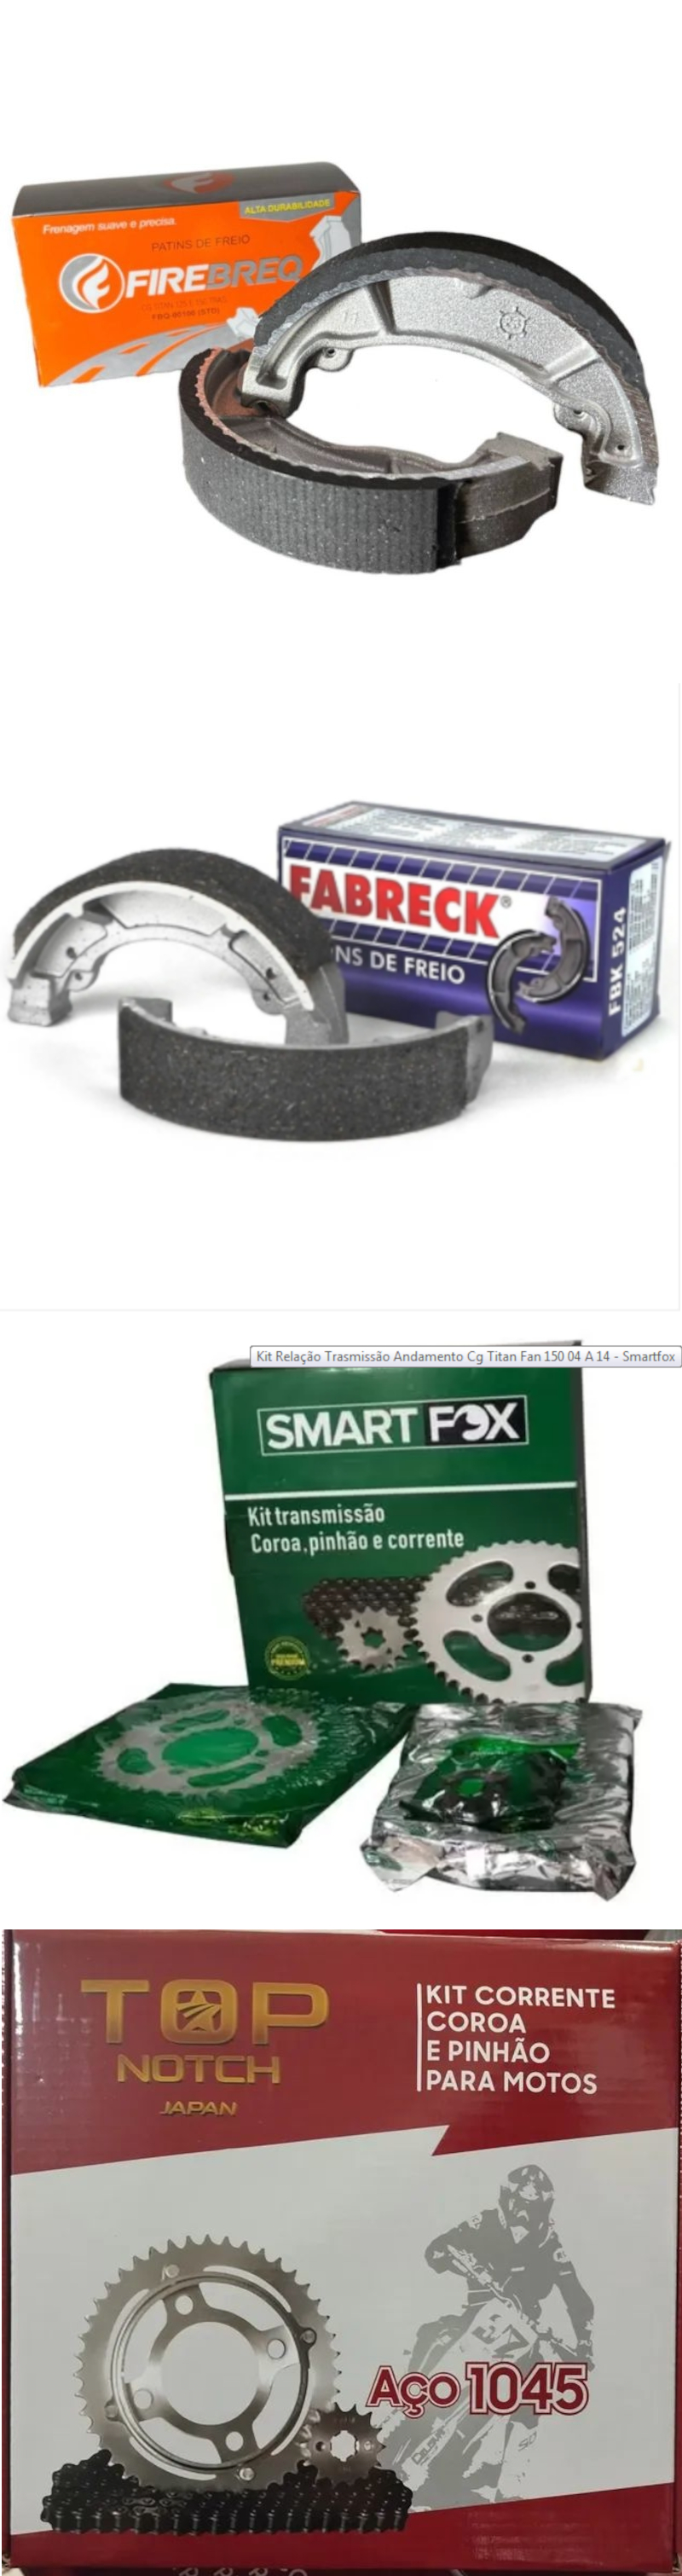 ALTA DURABILIDADE
Frenagem suave e precisa.
PATINS DE FREIO
FIREBREQ
FABRECK®
NS DE FREIO
FBK 524
Kit Relação Trasmissão Andamento Cg Titan Fan 150 04 A 14 - Smartfox
SMART FOX
Kit transmissão
Coroa, pinhão e corrente
PREMIUM
TOP
NOTCH
JAPAN
KIT CORRENTE
COROA
E PINHÃO
PARA MOTOS
Aço 1045